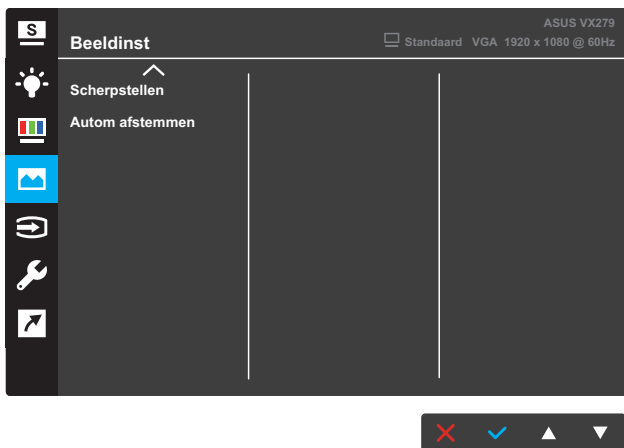 S
ASUS VX279
Beeldinst
Standaard VGA 1920 x 1080 @ 60Hz
Scherpstellen
Autom afstemmen